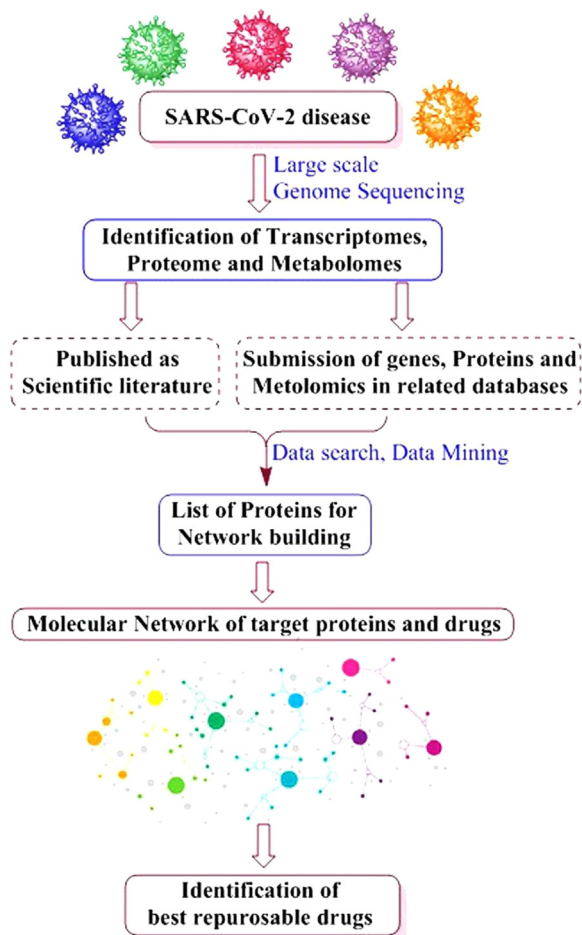 SARS-CoV-2 disease
Large scale
Genome Sequencing
Identification of Transcriptomes,
Proteome and Metabolomes
Published as
Scientific literature
Submission of genes, Proteins and
Metolomics in related databases
Data search, Data Mining
List of Proteins for
Network building
Molecular Network of target proteins and drugs
Identification of
best repurosable drugs